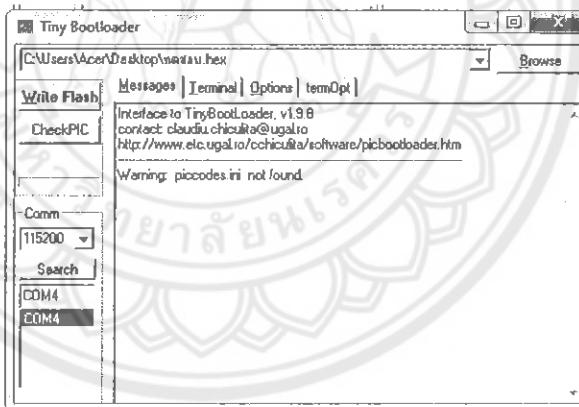 Tiny Bootloader
C:\Users\Acer\Desktop\ .hex
Browse
Write Flash
CheckPIC
Messages Terminal Options termOpt
Interface to TinyBootLoader, v1.9.8
contact: claudiu.chiculita@ugal.ro
http://www.etc.ugal.ro/cchiculita/software/picbootloader.htm
Warning: piccodes.ini not found.
Comm
115200
Search
COM4
COM4